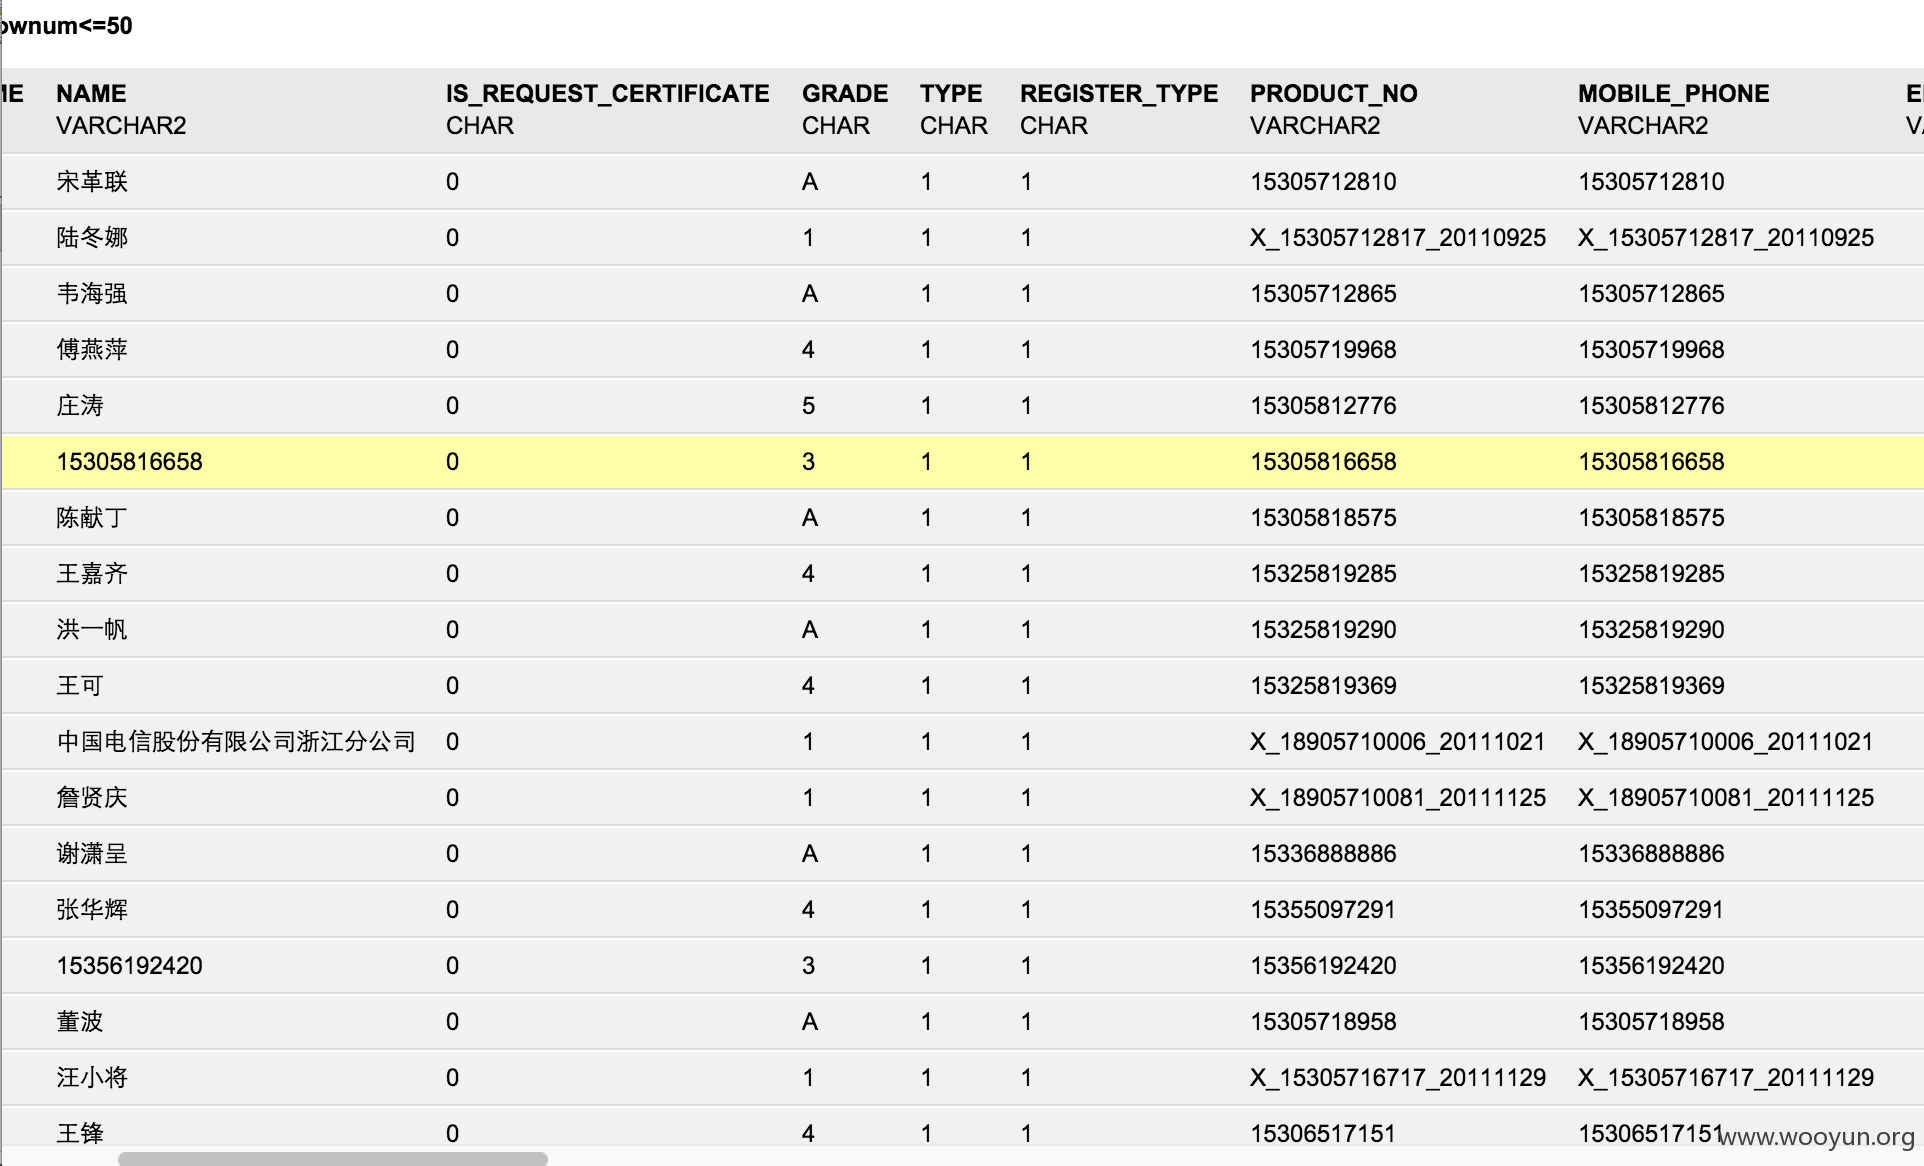 ownum<=50
ME NAME IS_REQUEST_CERTIFICATE GRADE TYPE REGISTER_TYPE PRODUCT_NO MOBILE_PHONE
VARCHAR2 CHAR CHAR CHAR CHAR VARCHAR2 VARCHAR2
宋革联 0 A 1 1 15305712810 15305712810
陆冬娜 0 1 1 1 X_15305712817_20110925 X_15305712817_20110925
韦海强 0 A 1 1 15305712865 15305712865
傅燕萍 0 4 1 1 15305719968 15305719968
庄涛 0 5 1 1 15305812776 15305812776
15305816658 0 3 1 1 15305816658 15305816658
陈献丁 0 A 1 1 15305818575 15305818575
王嘉齐 0 4 1 1 15325819285 15325819285
洪一帆 0 A 1 1 15325819290 15325819290
王可 0 4 1 1 15325819369 15325819369
中国电信股份有限公司浙江分公司 0 1 1 1 X_18905710006_20111021 X_18905710006_20111021
詹贤庆 0 1 1 1 X_18905710081_20111125 X_18905710081_20111125
谢潇呈 0 A 1 1 15336888886 15336888886
张华辉 0 4 1 1 15355097291 15355097291
15356192420 0 3 1 1 15356192420 15356192420
董波 0 A 1 1 15305718958 15305718958
汪小将 0 1 1 1 X_15305716717_20111129 X_15305716717_20111129
王锋 0 4 1 1 15306517151 15306517151
www.wooyun.org